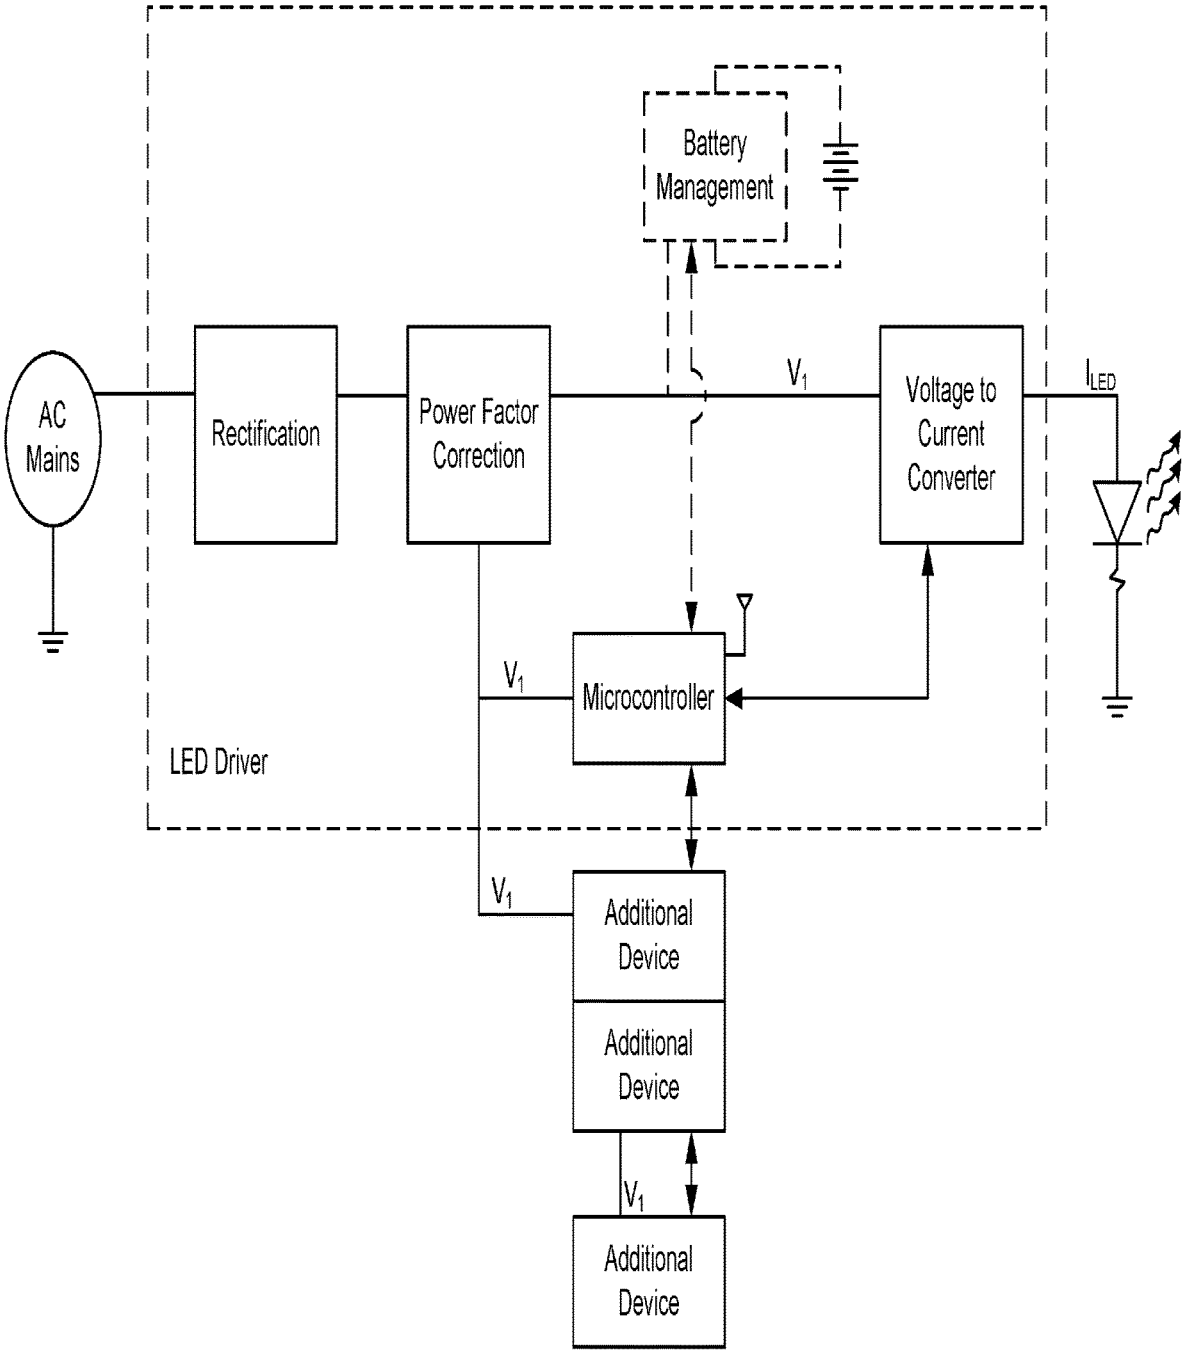 Battery
Management
AC
Mains
Rectification
Power Factor
Correction
V1
Voltage to
Current
Converter
ILED
V1
Microcontroller
LED Driver
V1
Additional
Device
Additional
Device
V1
Additional
Device